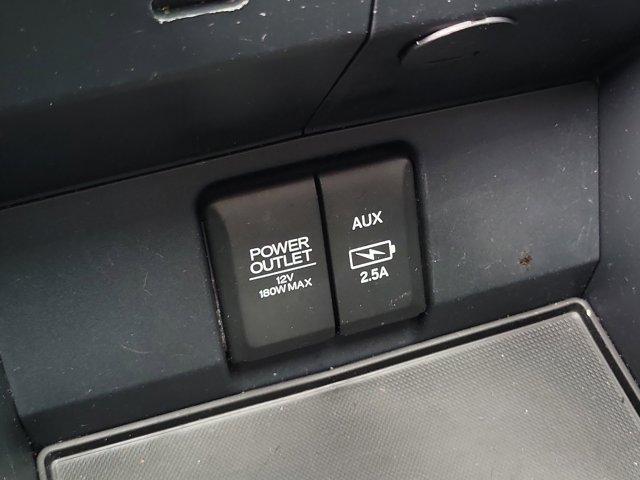 POWER
OUTLET
12V
180W MAX
AUX
2.5A